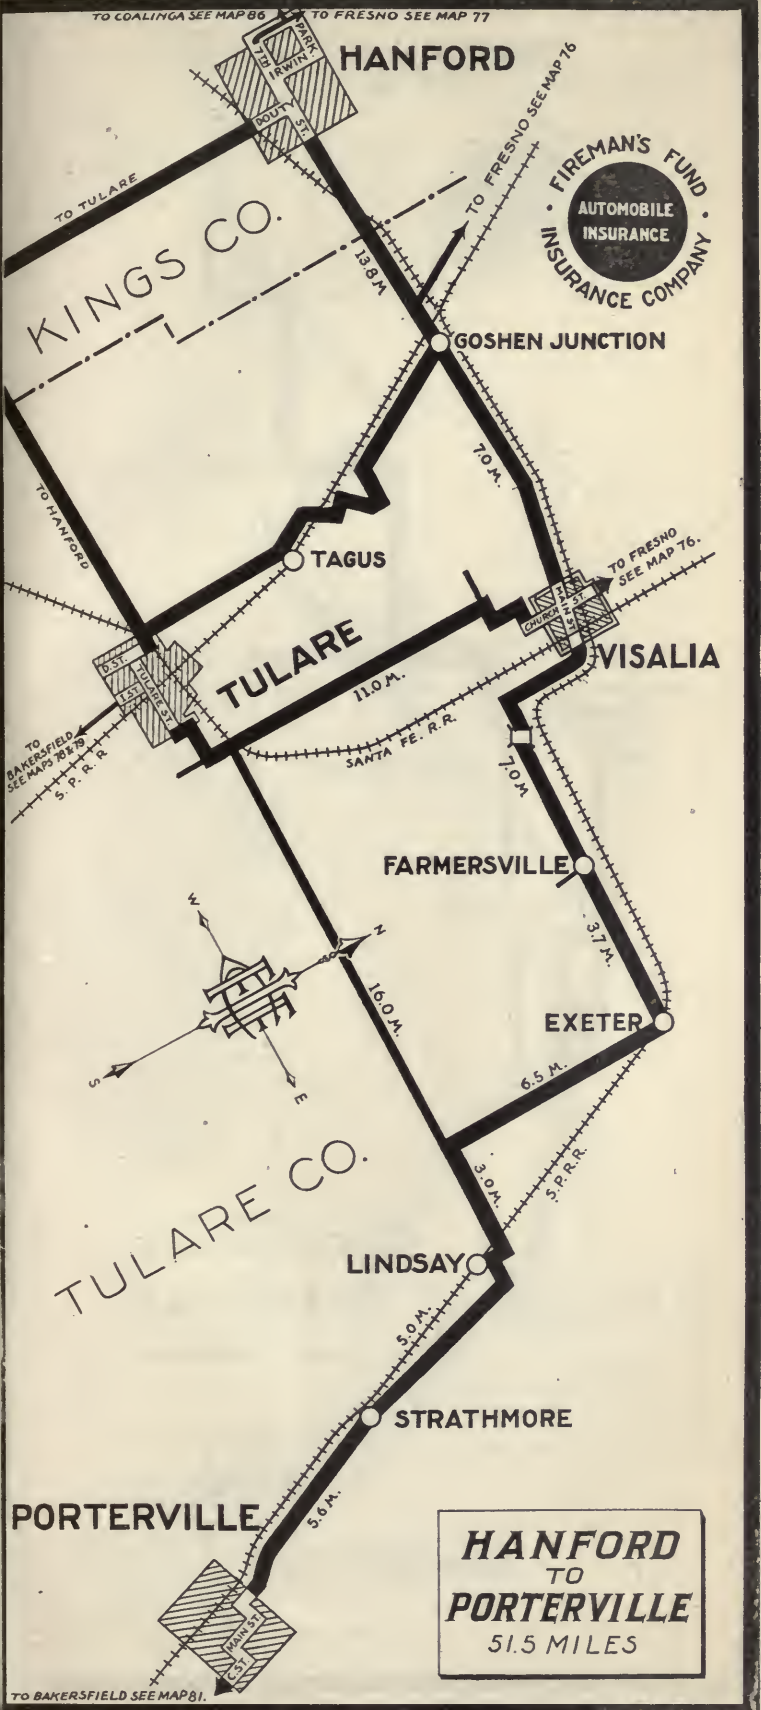 TO COALINGA SEE MAP 86
TO FRESNO SEE MAP 77
PARK.
7TH
IRWIN
HANFORD
DOUTY
ST.
TO FRESNO SEE MAP 76
TO TULARE
FIREMAN'S FUND
AUTOMOBILE
INSURANCE
INSURANCE COMPANY
KINGS CO.
13.8 M
GOSHEN JUNCTION
7.0 M.
TO HANFORD
TAGUS
TO FRESNO
SEE MAP 76.
MAIN ST.
CHURCH ST.
VISALIA
TULARE
D. ST.
I. ST.
TULARE ST.
11.0 M.
SANTA FE. R.R.
TO
BAKERSFIELD
SEE MAPS 78 & 79
S. P. R. R
7.0 M
FARMERSVILLE
3.7 M.
W
N
S
E
16.0 M.
EXETER
6.5 M.
S.P.R.R.
3.0 M.
TULARE CO.
LINDSAY
5.0 M.
STRATHMORE
5.6 M.
PORTERVILLE
MAIN ST.
C. ST.
TO BAKERSFIELD SEE MAP 81.
HANFORD
TO
PORTERVILLE
51.5 MILES